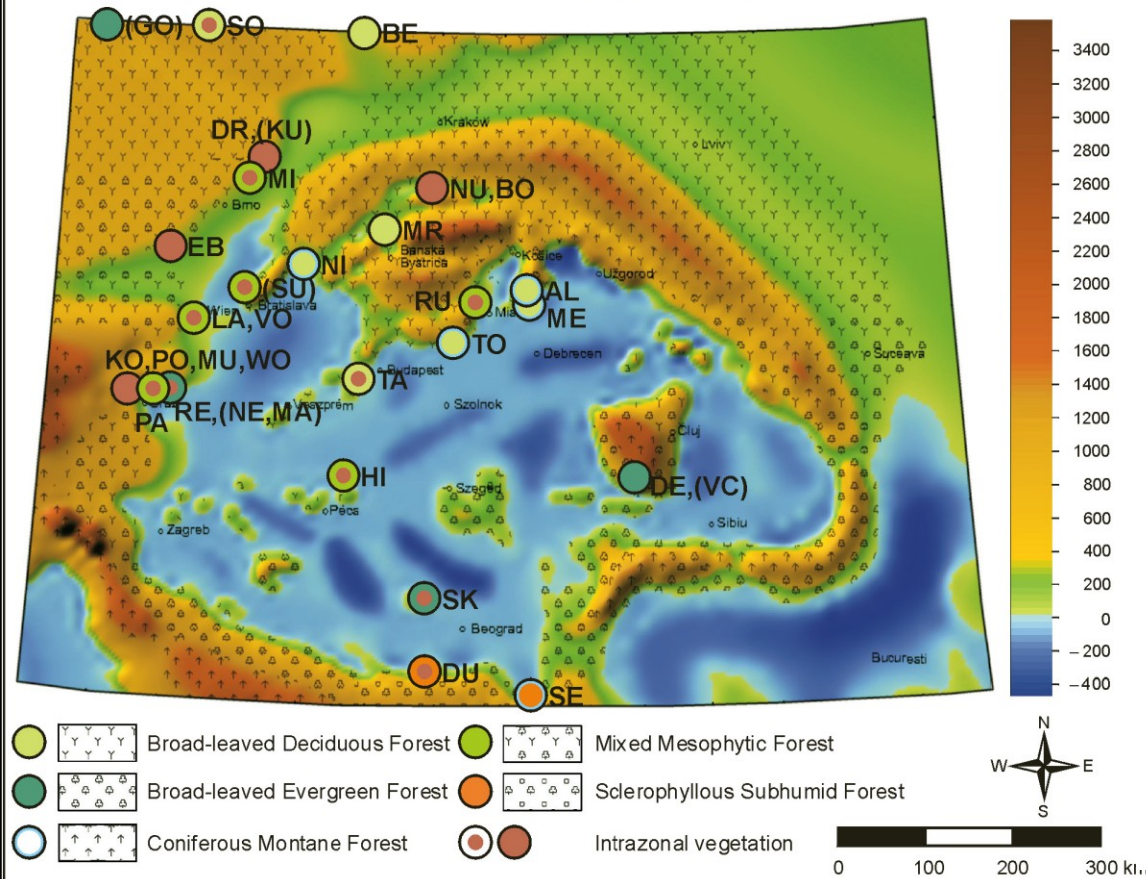 (GO)
SO
BE
3400
3200
3000
2800
2600
2400
2200
2000
1800
1600
1400
1200
1000
800
600
400
200
0
−200
−400
Kraków
Lviv
DR,(KU)
MI
NU,BO
Brno
EB
MR
Banská
Bystrica
NI
Košice
Užgorod
(SU)
Bratislava
AL
RU
Mis
ME
Wien
LA,VO
TO
Debrecen
Suceava
KO,PO,MU,WO
Budapest
TA
RE,(NE,MA)
PA
Veszprém
Szolnok
Cluj
HI
Szeged
DE,(VC)
Pécs
Zagreb
Sibiu
SK
Beograd
DU
SE
Bucuresti
Broad-leaved Deciduous Forest
Mixed Mesophytic Forest
Broad-leaved Evergreen Forest
Sclerophyllous Subhumid Forest
Coniferous Montane Forest
Intrazonal vegetation
N
W
E
S
0 100 200 300 km